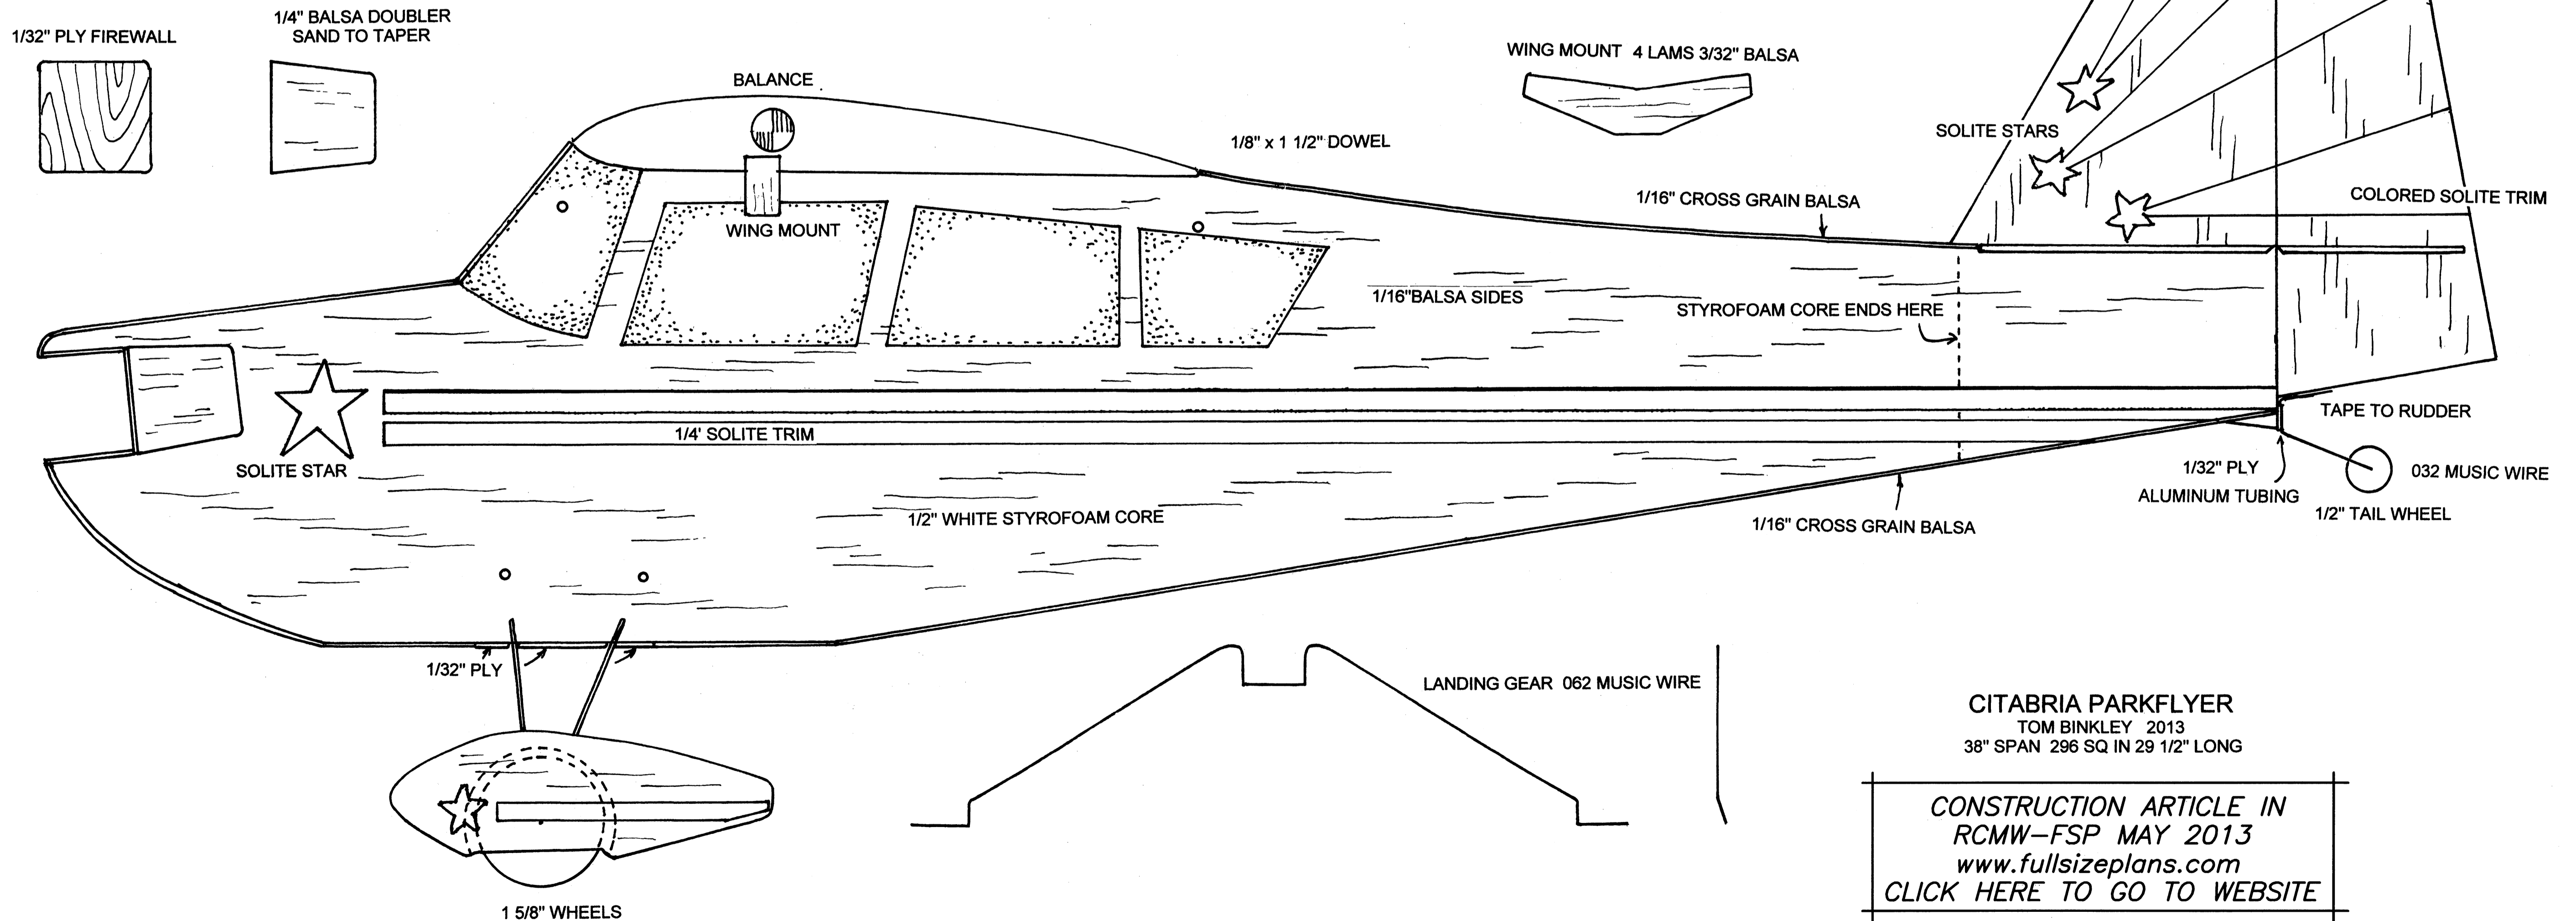 1/4" BALSA DOUBLER
SAND TO TAPER
1/32" PLY FIREWALL
BALANCE
WING MOUNT 4 LAMS 3/32" BALSA
1/8" x 1 1/2" DOWEL
SOLITE STARS
1/16" CROSS GRAIN BALSA
COLORED SOLITE TRIM
WING MOUNT
1/16"BALSA SIDES
STYROFOAM CORE ENDS HERE
TAPE TO RUDDER
1/4' SOLITE TRIM
SOLITE STAR
1/32" PLY
ALUMINUM TUBING
032 MUSIC WIRE
1/2" TAIL WHEEL
1/2" WHITE STYROFOAM CORE
1/16" CROSS GRAIN BALSA
1/32" PLY
LANDING GEAR 062 MUSIC WIRE
CITABRIA PARKFLYER
TOM BINKLEY 2013
38" SPAN 296 SQ IN 29 1/2" LONG
CONSTRUCTION ARTICLE IN
RCMW-FSP MAY 2013
www.fullsizeplans.com
CLICK HERE TO GO TO WEBSITE
1 5/8" WHEELS